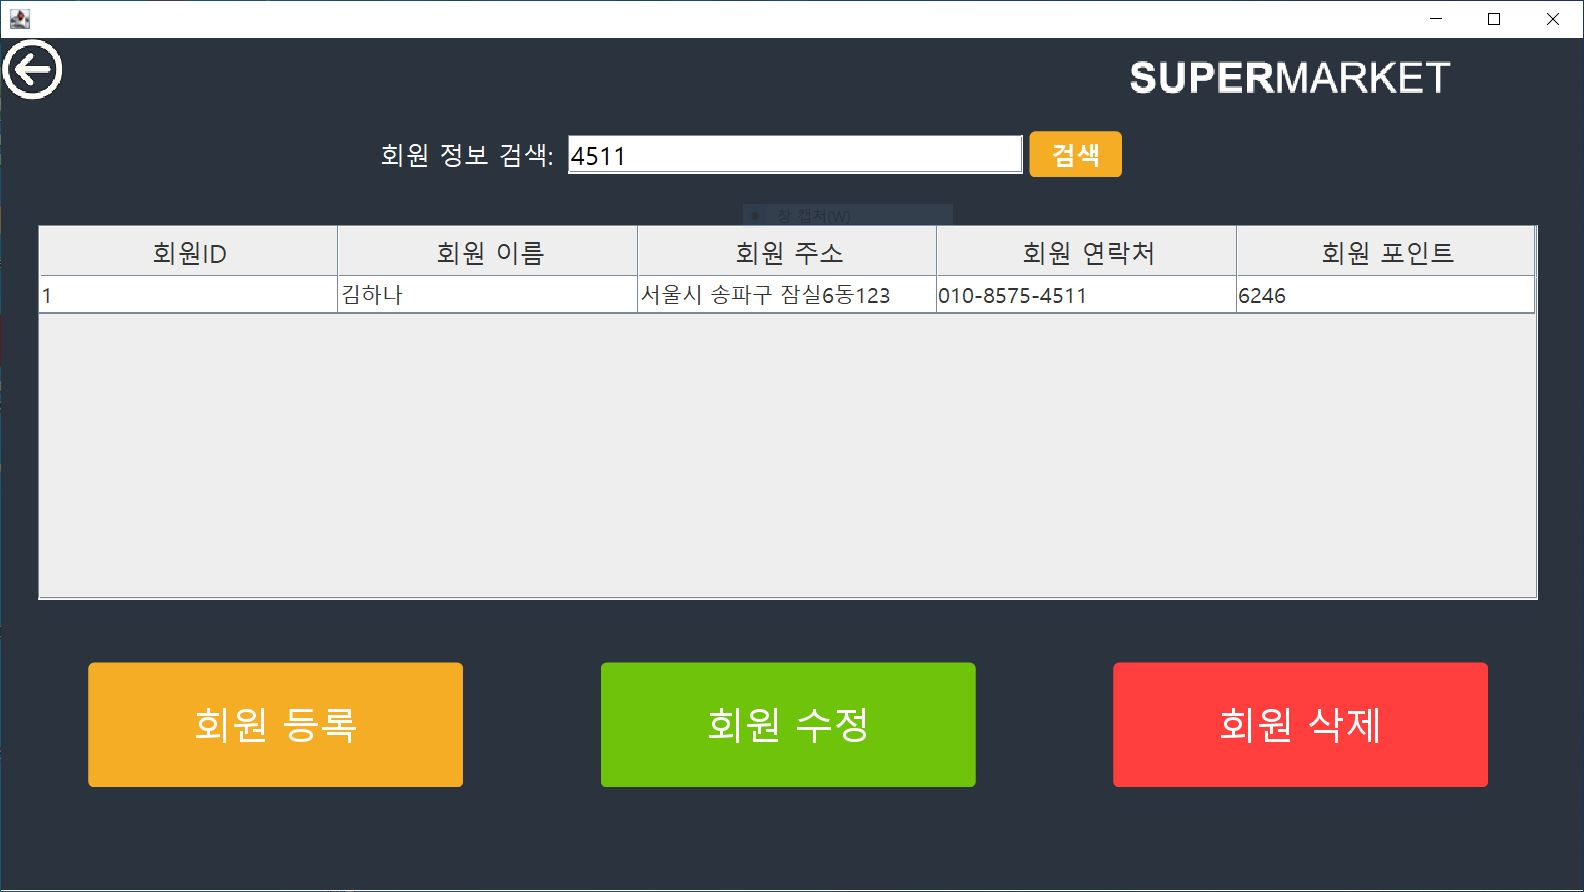 SUPERMARKET
회원 정보 검색: 4511 검색
창 캡처(W)
회원ID 회원 이름 회원 주소 회원 연락처 회원 포인트
1 김하나 서울시 송파구 잠실6동123 010-8575-4511 6246
회원 등록 회원 수정 회원 삭제